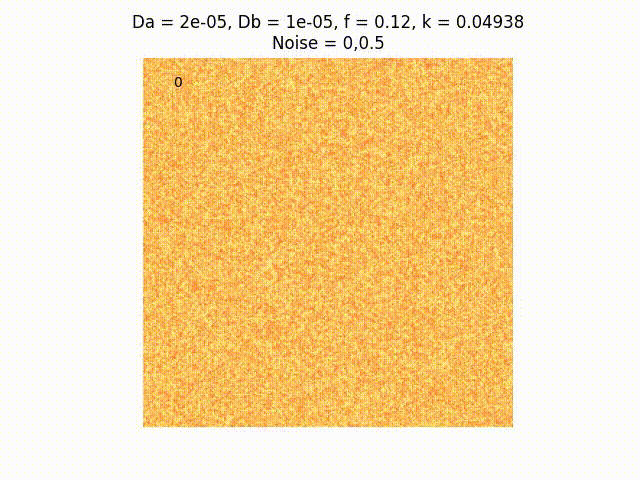 Da = 2e-05, Db = 1e-05, f = 0.12, k = 0.04938
Noise = 0,0.5
0